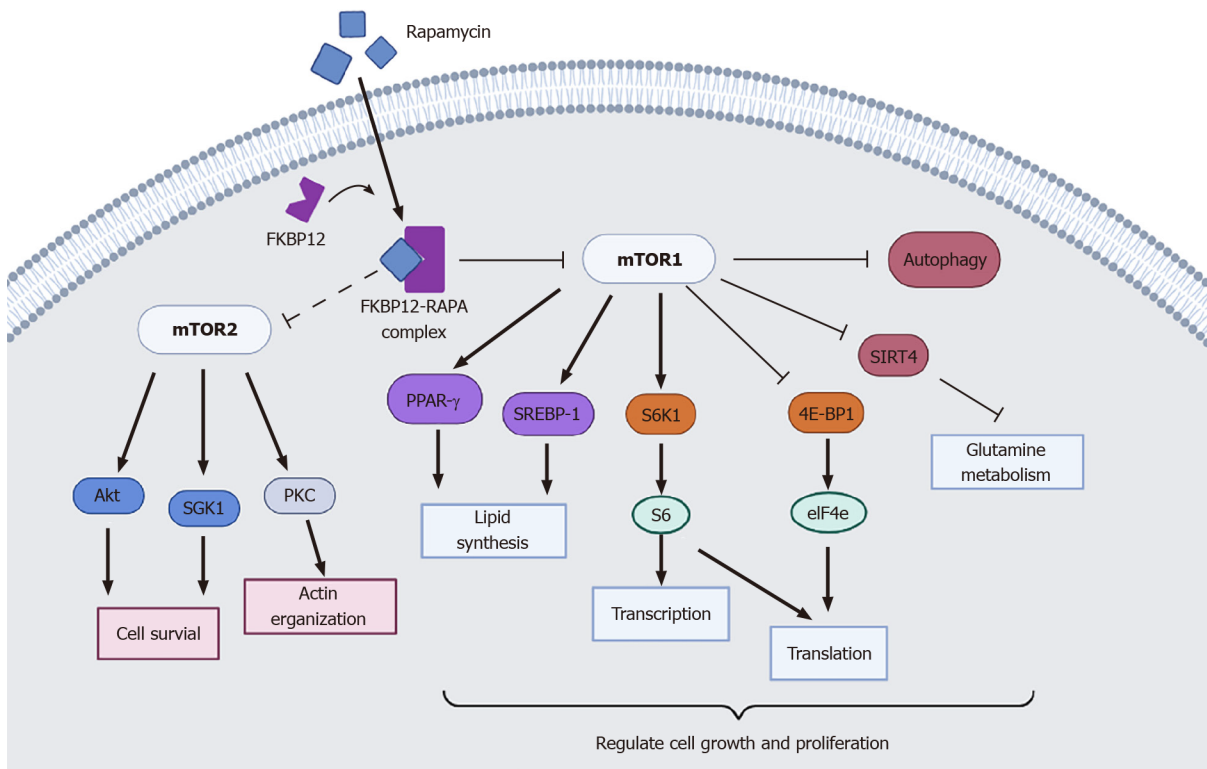 Rapamycin
FKBP12
FKBP12-RAPA
complex
mTOR1
Autophagy
mTOR2
SIRT4
PPAR-γ
SREBP-1
S6K1
4E-BP1
Glutamine
metabolism
Akt
SGK1
PKC
Lipid
synthesis
S6
elF4e
Actin
erganization
Transcription
Cell survial
Translation
Regulate cell growth and proliferation